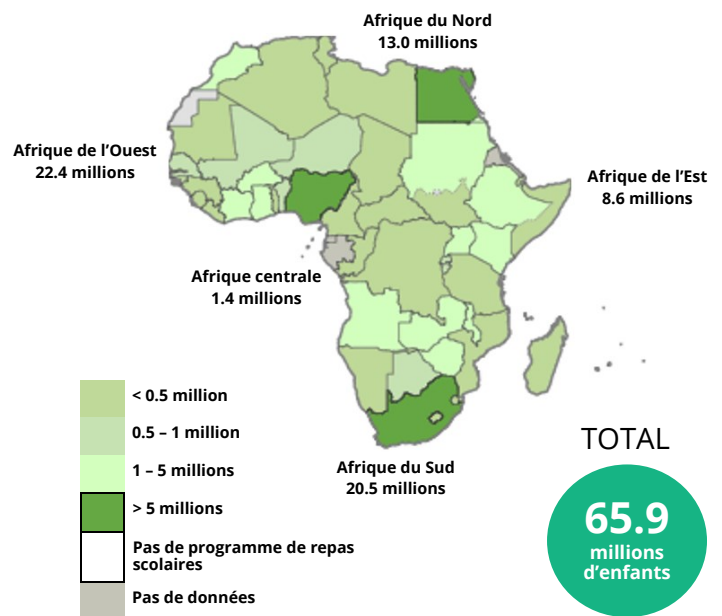 Afrique du Nord
13.0 millions
Afrique de l’Ouest
22.4 millions
Afrique de l’Est
8.6 millions
Afrique centrale
1.4 millions
< 0.5 million
0.5 – 1 million
1 – 5 millions
> 5 millions
Pas de programme de repas
scolaires
Pas de données
Afrique du Sud
20.5 millions
TOTAL
65.9
millions
d’enfants